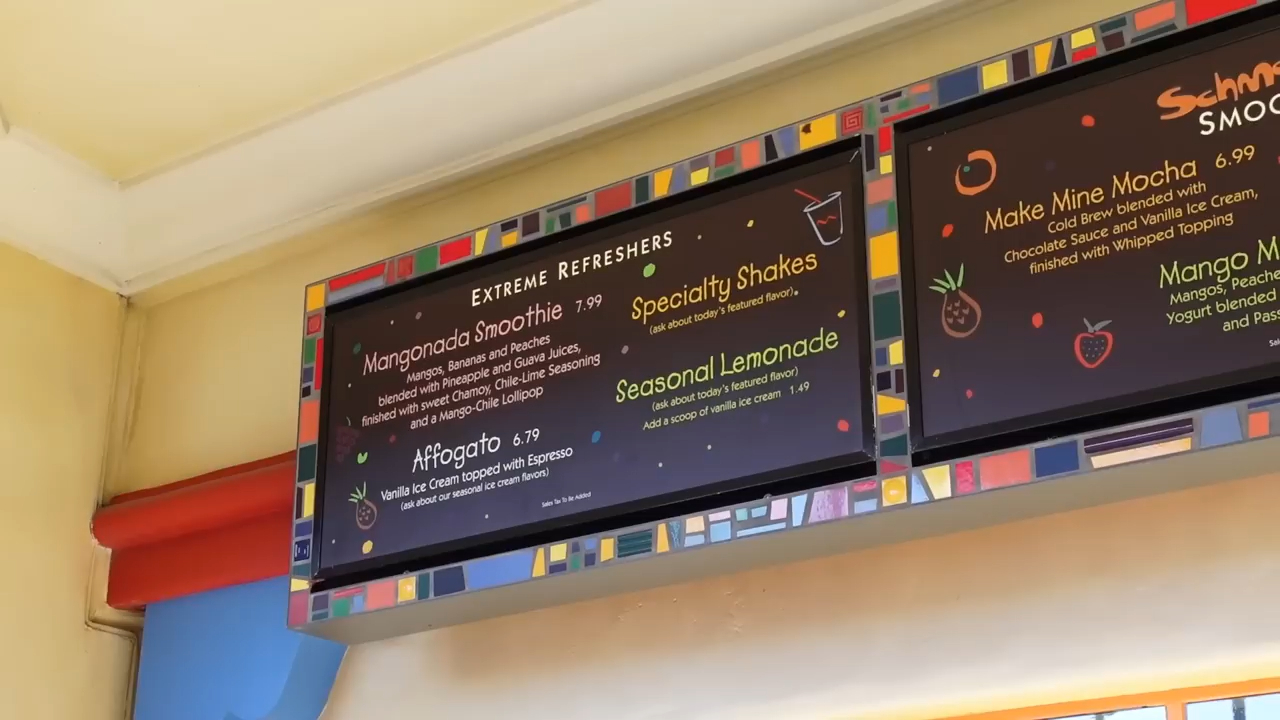 EXTREME REFRESHERS
Mangonada Smoothie 7.99
Mangos, Bananas and Peaches
blended with Pineapple and Guava Juices,
finished with sweet Chamoy, Chile-Lime Seasoning
and a Mango-Chile Lollipop
Affogato 6.79
Vanilla Ice Cream topped with Espresso
(ask about our seasonal ice cream flavors)
Specialty Shakes
(ask about today's featured flavor).
Seasonal Lemonade
(ask about today's featured flavor)
Add a scoop of vanilla ice cream 1.49
Sales Tax To Be Added
Make Mine Mocha 6.99
Cold Brew blended with
Chocolate Sauce and Vanilla Ice Cream,
finished with Whipped Topping
Mango
Mangos,
Yogurt blended
and